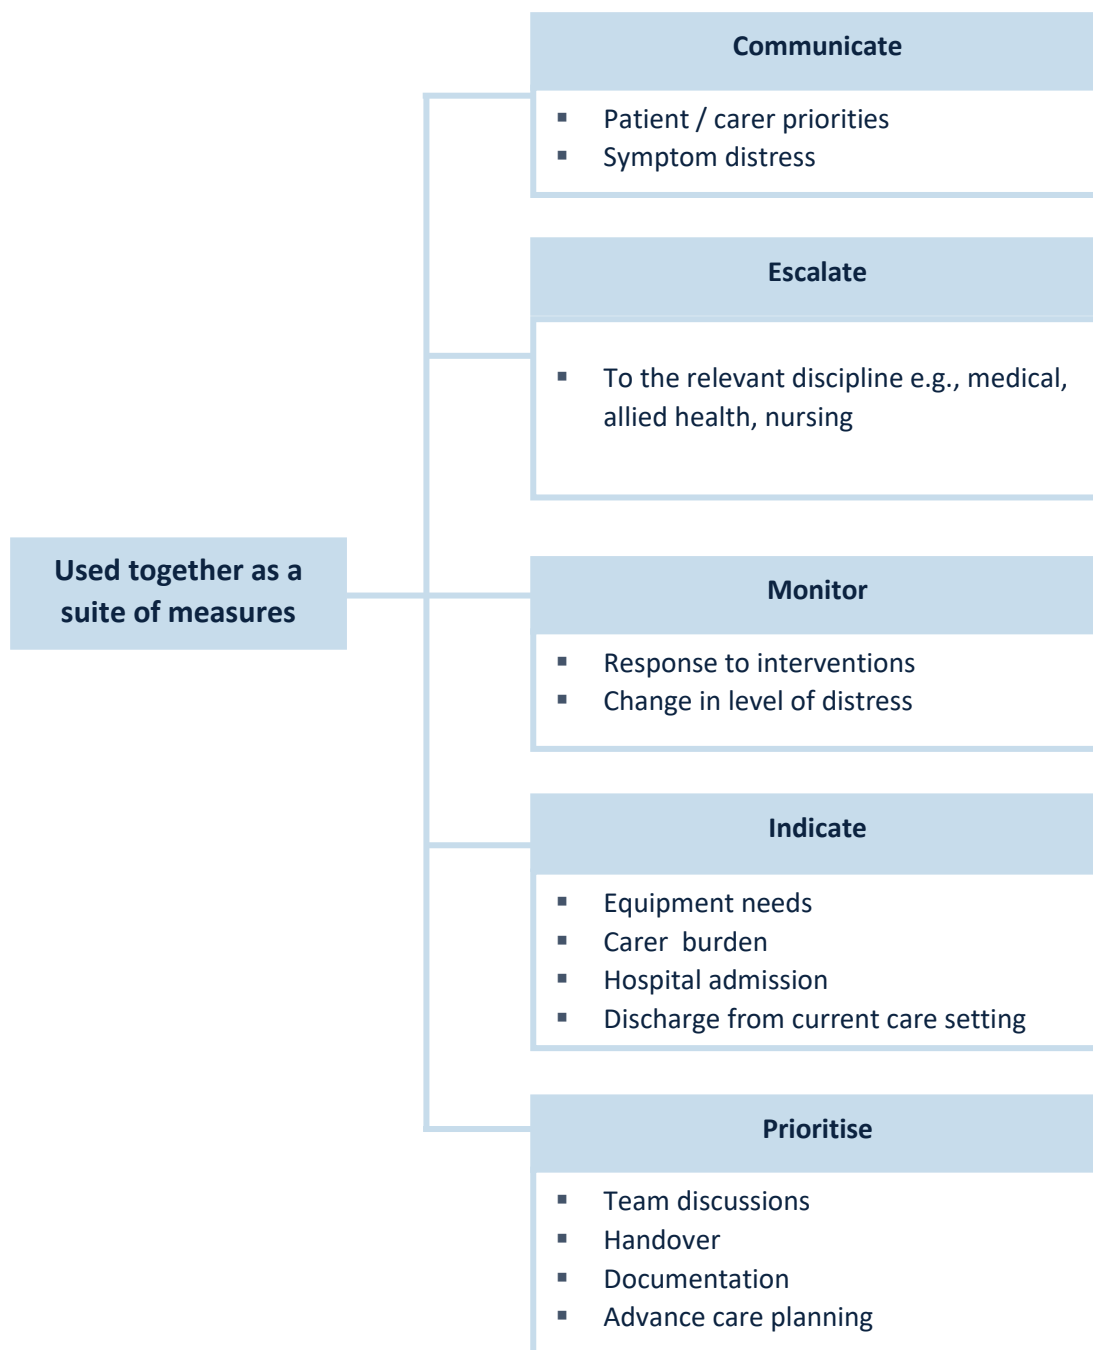 Communicate
▪ Patient / carer priorities
▪ Symptom distress
Escalate
▪ To the relevant discipline e.g., medical,
allied health, nursing
Used together as a
suite of measures
Monitor
▪ Response to interventions
▪ Change in level of distress
Indicate
▪ Equipment needs
▪ Carer burden
▪ Hospital admission
▪ Discharge from current care setting
Prioritise
▪ Team discussions
▪ Handover
▪ Documentation
▪ Advance care planning